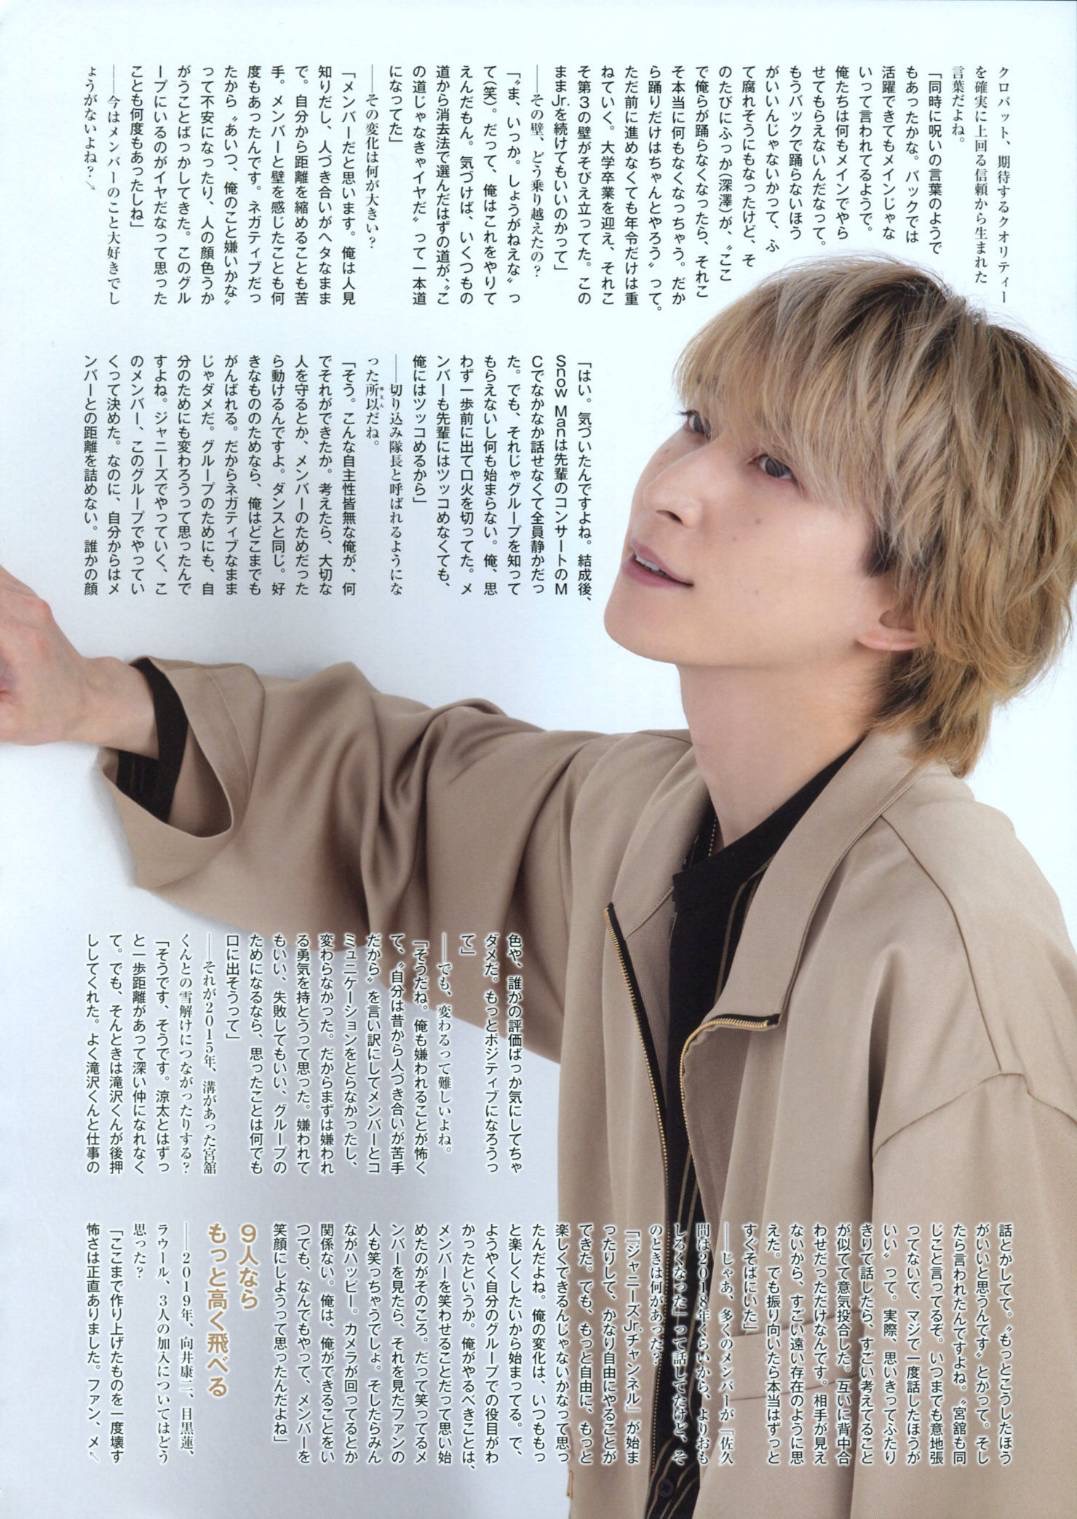 クロバット、期待するクオリティー
を確実に上回る信頼から生まれた
言葉だよね。
「同時に呪いの言葉のようで
もあったかな。バックでは
活躍できてもメインじゃな
いって言われてるようで。
俺たちは何もメインでやら
せてもらえないんだなって。
もうバックで踊らないほう
がいいんじゃないかって、ふ
て腐れそうにもなったけど、そ
のたびにふっか(深澤)が、〝ここ
で俺らが踊らなくなったら、それこ
そ本当に何もなくなっちゃう。だか
ら踊りだけはちゃんとやろう〟って。
ただ前に進めなくても年令だけは重
ねていく。大学卒業を迎え、それこ
そ第3の壁がそびえ立ってた。この
ままJr.を続けてもいいのかって」
――その壁、どう乗り越えたの?
「〝ま、いっか。しょうがねえな〟っ
て(笑)。だって、俺はこれをやりて
えんだもん。気づけば、いくつもの
道から消去法で選んだはずの道が、〝こ
の道じゃなきゃイヤだ〟って一本道
になってた」
――その変化は何が大きい?
「メンバーだと思います。俺は人見
知りだし、人づき合いがヘタなまま
で。自分から距離を縮めることも苦
手。メンバーと壁を感じたことも何
度もあったんです。ネガティブだっ
たから〝あいつ、俺のこと嫌いかな〟
って不安になったり、人の顔色うか
がうことばっかしてきた。このグル
ープにいるのがイヤだなって思った
ことも何度もあったしね」
――今はメンバーのこと大好きでし
ょうがないよね?↘
「はい。気づいたんですよね。結成後、
Snow Manは先輩のコンサートのM
Cでなかなか話せなくて全員静かだっ
た。でも、それじゃグループを知って
もらえないし何も始まらない。俺、思
わず一歩前に出て口火を切ってた。メ
ンバーも先輩にはツッコめなくても、
俺にはツッコめるから」
――切り込み隊長と呼ばれるようにな
った所以だね。
「そう。こんな自主性皆無な俺が、何
でそれができたか。考えたら、大切な
人を守るとか、メンバーのためだった
ら動けるんですよ。ダンスと同じ。好
きなもののためなら、俺はどこまでも
がんばれる。だからネガティブなまま
じゃダメだ。グループのためにも、自
分のためにも変わろうって思ったんで
すよね。ジャニーズでやっていく、こ
のメンバー、このグループでやってい
くって決めた。なのに、自分からはメ
ンバーとの距離を詰めない。誰かの顔
色や、誰かの評価ばっか気にしてちゃ
ダメだ。もっとポジティブになろうっ
て」
――でも、変わるって難しいよね。
「そうだね。俺も嫌われることが怖く
て、〝自分は昔から人づき合いが苦手
だから〟を言い訳にしてメンバーとコ
ミュニケーションをとらなかったし、
変わらなかった。だからまずは嫌われ
る勇気を持とうって思った。嫌われて
もいい、失敗してもいい、グループの
ためになるなら、思ったことは何でも
口に出そうって」
――それが2015年、溝があった宮舘
くんとの雪解けにつながったりする?
「そうです、そうです。涼太とはずっ
と一歩距離があって深い仲になれなく
て。でも、そんときは滝沢くんが後押
ししてくれた。よく滝沢くんと仕事の
話とかしてて。〝もっとこうしたほう
がいいと思うんです〟とかって。そし
たら言われたんですよね。〝宮舘も同
じこと言ってるぞ。いつまでも意地張
ってないで、マジで一度話したほうが
いい〟って。実際、思いきってふたり
きりで話したら、すごい考えてること
が似てて意気投合した。互いに背中合
わせだっただけなんです。相手が見え
ないから、すごい遠い存在のように思
えた。でも振り向いたら本当はずっと
すぐそばにいた」
――じゃあ、多くのメンバーが「佐久
間は2018年くらいから、よりおも
しろくなった」って話してたけど、そ
のときは何があった?
「『ジャニーズJr.チャンネル』が始ま
ったりして、かなり自由にやることが
できてた。でも、もっと自由に、もっと
楽しくできるんじゃないかなって思っ
たんだよね。俺の変化は、いつももっ
と楽しくしたいから始まってる。で、
ようやく自分のグループでの役目がわ
かったというか。俺がやるべきことは、
メンバーを笑わせることだって思い始
めたのがそのころ。だって笑ってるメ
ンバーを見たら、それを見たファンの
人も笑っちゃうでしょ。そしたらみん
ながハッピー。カメラが回ってるとか
関係ない。俺は、俺ができることをい
つでも、なんでもやって、メンバーを
笑顔にしようって思ったんだよね」
9人なら
もっと高く飛べる
――2019年、向井康二、目黒蓮、
ラウール、3人の加入についてはどう
思った?
「ここまで作り上げたものを一度壊す
怖さは正直ありました。ファン、メ↖